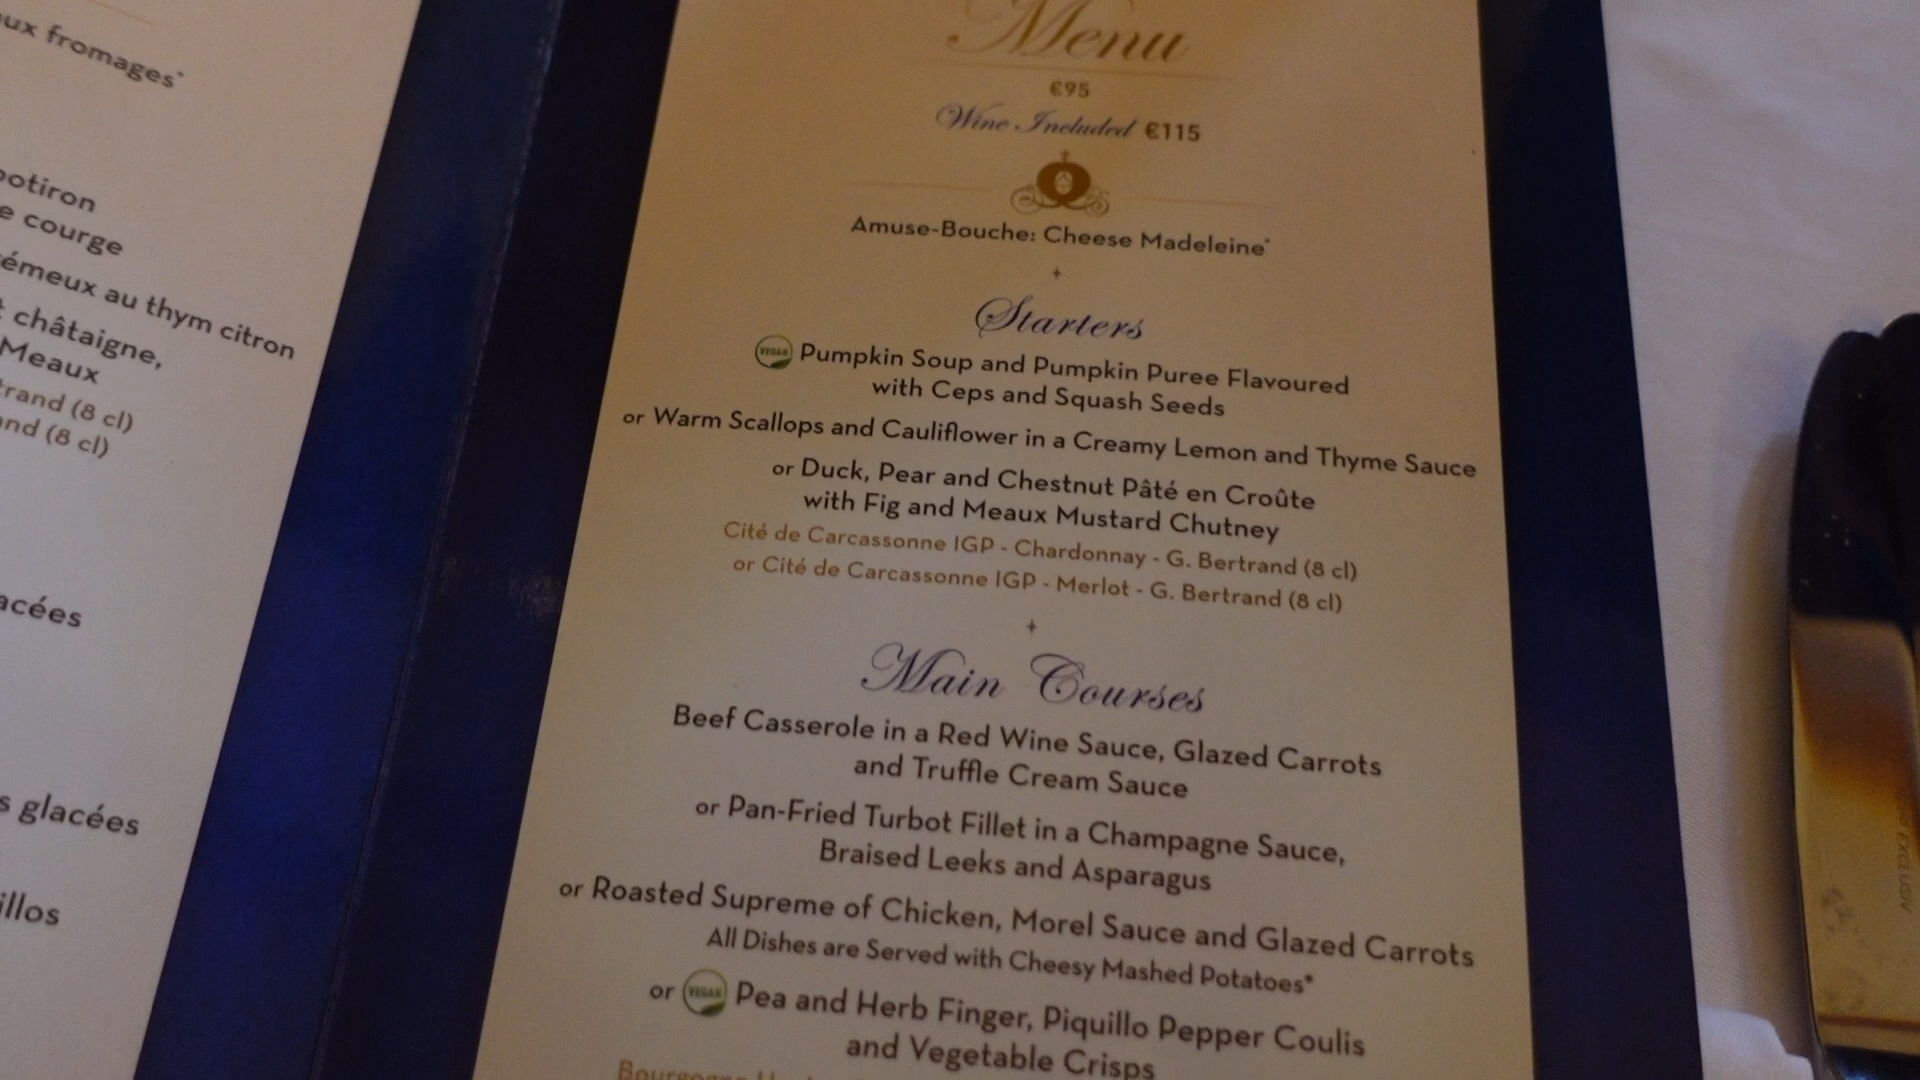 ux fromages*
potiron
e courge
émeux au thym citron
châtaigne,
Meaux
rand (8 cl)
and (8 cl)
acées
s glacées
illos
Menu
€95
Wine Included €115
Amuse-Bouche: Cheese Madeleine*
Starters
VEGAN Pumpkin Soup and Pumpkin Puree Flavoured
with Ceps and Squash Seeds
or Warm Scallops and Cauliflower in a Creamy Lemon and Thyme Sauce
or Duck, Pear and Chestnut Pâté en Croûte
with Fig and Meaux Mustard Chutney
Cité de Carcassonne IGP - Chardonnay - G. Bertrand (8 cl)
or Cité de Carcassonne IGP - Merlot - G. Bertrand (8 cl)
Main Courses
Beef Casserole in a Red Wine Sauce, Glazed Carrots
and Truffle Cream Sauce
or Pan-Fried Turbot Fillet in a Champagne Sauce,
Braised Leeks and Asparagus
or Roasted Supreme of Chicken, Morel Sauce and Glazed Carrots
All Dishes are Served with Cheesy Mashed Potatoes*
or VEGAN Pea and Herb Finger, Piquillo Pepper Coulis
and Vegetable Crisps